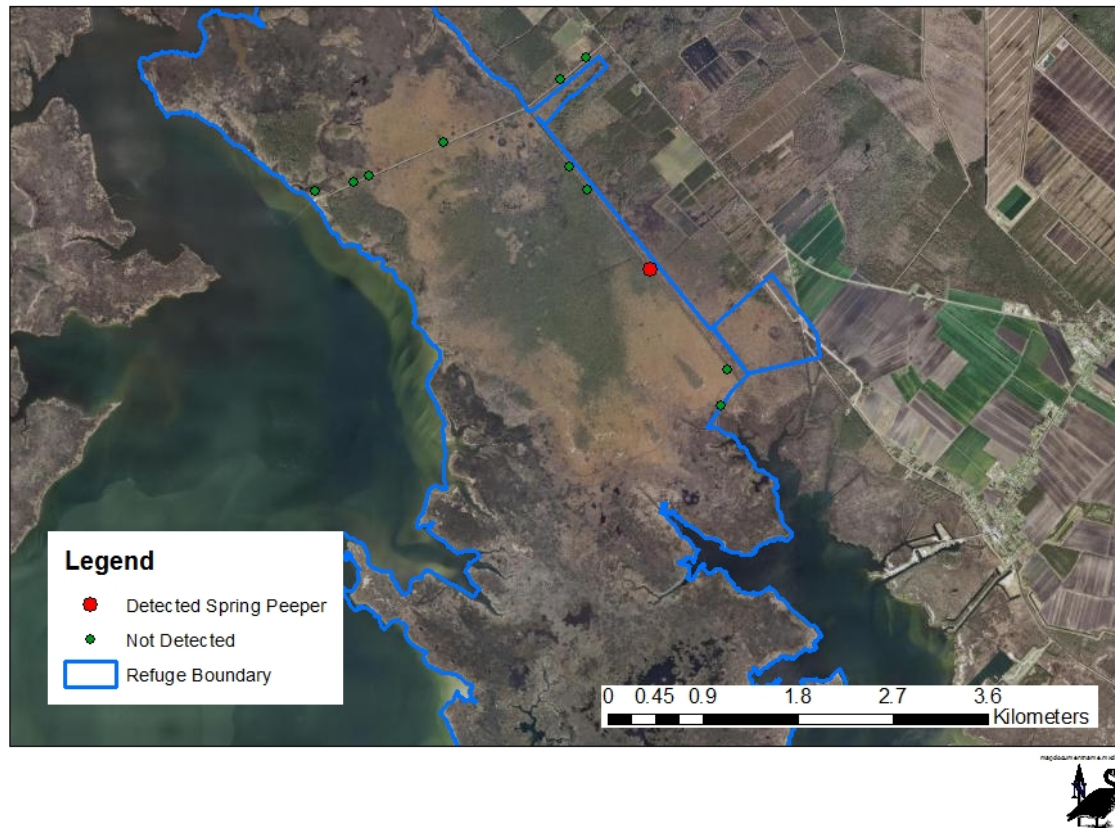 Legend
Detected Spring Peeper
Not Detected
Refuge Boundary
0 0.45 0.9 1.8 2.7 3.6
Kilometers
N